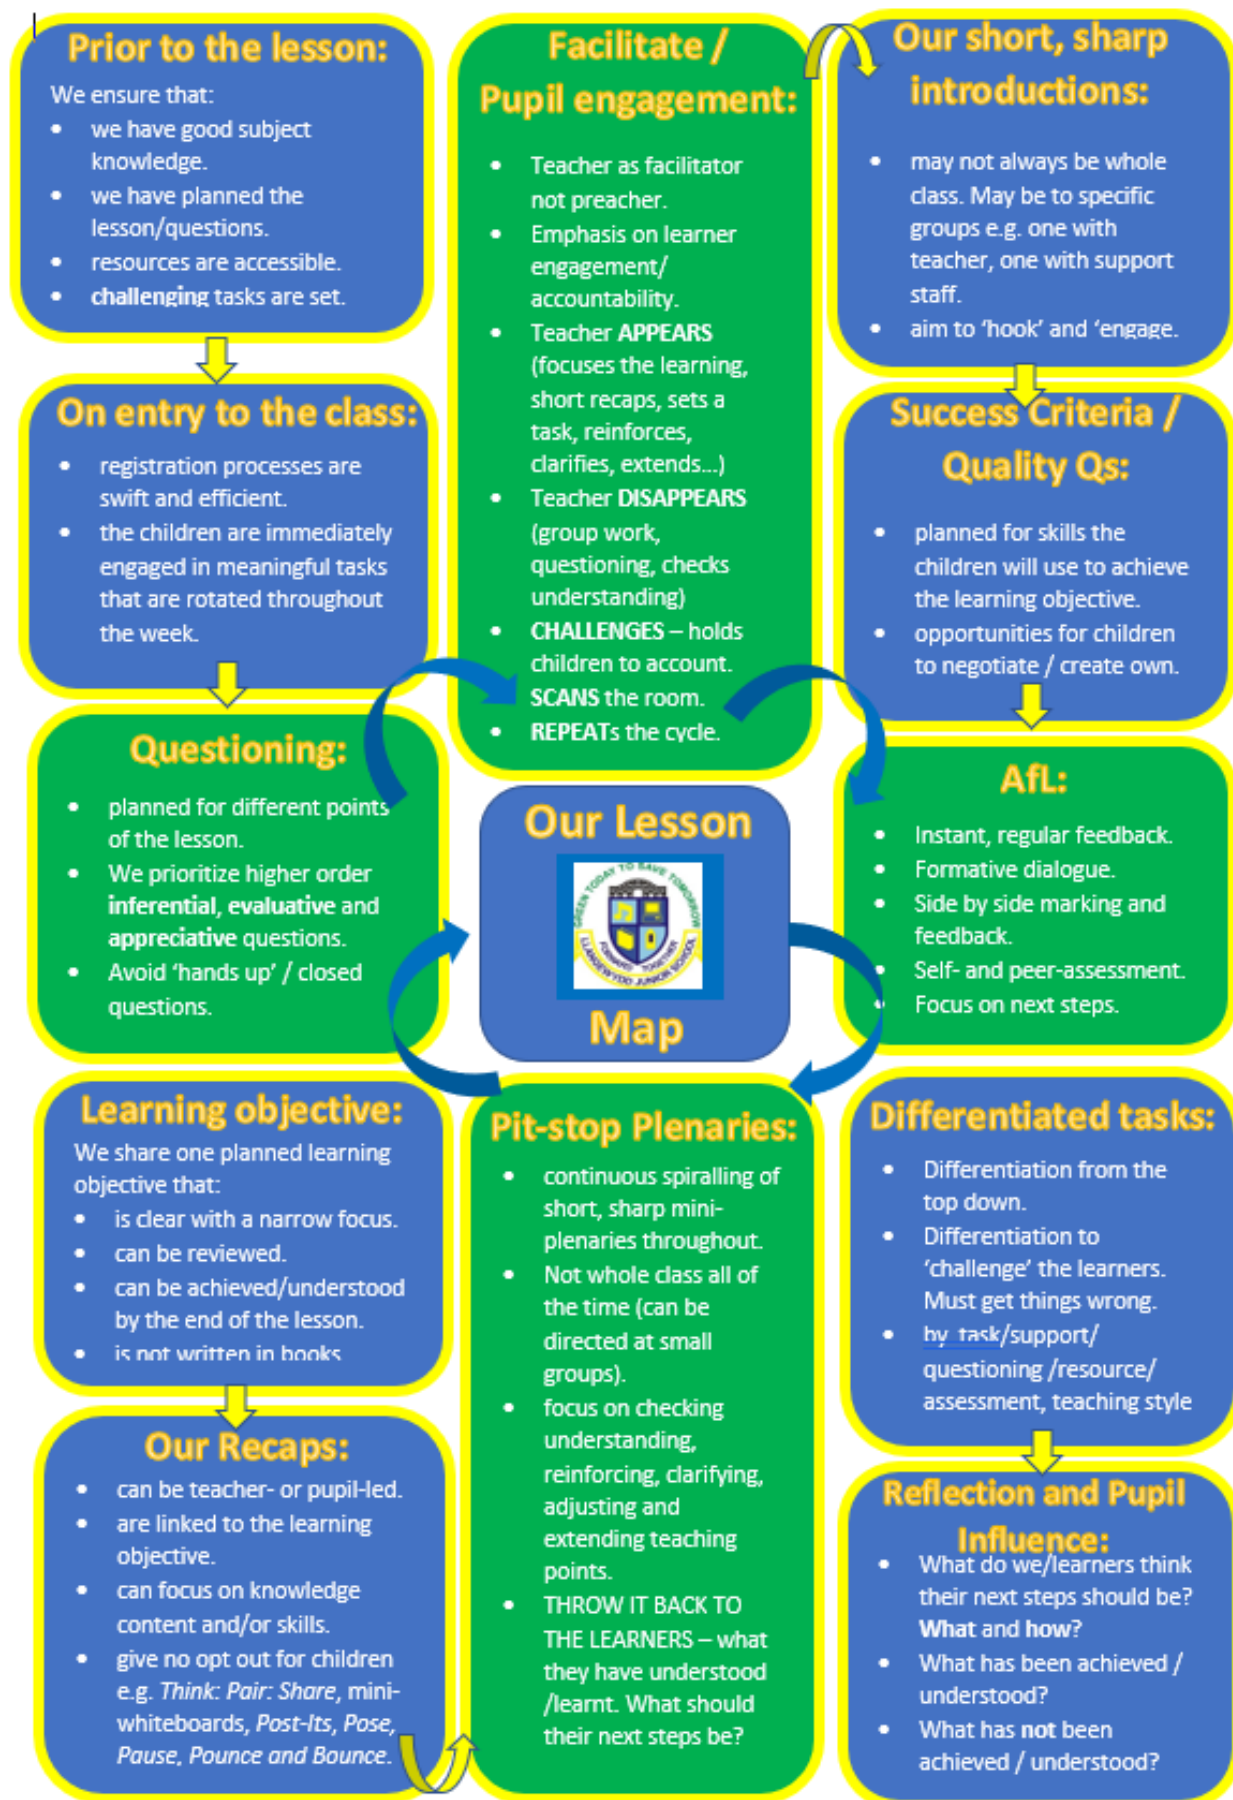 Prior to the lesson:
We ensure that:
• we have good subject
knowledge.
• we have planned the
lesson/questions.
• resources are accessible.
• challenging tasks are set.
On entry to the class:
• registration processes are
swift and efficient.
• the children are immediately
engaged in meaningful tasks
that are rotated throughout
the week.
Questioning:
• planned for different points
of the lesson.
• We prioritize higher order
inferential, evaluative and
appreciative questions.
• Avoid ‘hands up’ / closed
questions.
Learning objective:
We share one planned learning
objective that:
• is clear with a narrow focus.
• can be reviewed.
• can be achieved/understood
by the end of the lesson.
• is not written in books
Our Recaps:
• can be teacher- or pupil-led.
• are linked to the learning
objective.
• can focus on knowledge
content and/or skills.
• give no opt out for children
e.g. Think: Pair: Share, mini-
whiteboards, Post-Its, Pose,
Pause, Pounce and Bounce.
Facilitate /
Pupil engagement:
• Teacher as facilitator
not preacher.
• Emphasis on learner
engagement/
accountability.
• Teacher APPEARS
(focuses the learning,
short recaps, sets a
task, reinforces,
clarifies, extends...)
• Teacher DISAPPEARS
(group work,
questioning, checks
understanding)
• CHALLENGES – holds
children to account.
• SCANS the room.
• REPEATs the cycle.
Our Lesson
GREEN TODAY TO SAVE TOMORROW
FORWARD TOGETHER
LLANGEWYDD JUNIOR SCHOOL
Map
Pit-stop Plenaries:
• continuous spiralling of
short, sharp mini-
plenaries throughout.
• Not whole class all of
the time (can be
directed at small
groups).
• focus on checking
understanding,
reinforcing, clarifying,
adjusting and
extending teaching
points.
• THROW IT BACK TO
THE LEARNERS – what
they have understood
/learnt. What should
their next steps be?
Our short, sharp
introductions:
• may not always be whole
class. May be to specific
groups e.g. one with
teacher, one with support
staff.
• aim to ‘hook’ and ‘engage.
Success Criteria /
Quality Qs:
• planned for skills the
children will use to achieve
the learning objective.
• opportunities for children
to negotiate / create own.
AfL:
• Instant, regular feedback.
• Formative dialogue.
• Side by side marking and
feedback.
• Self- and peer-assessment.
• Focus on next steps.
Differentiated tasks:
• Differentiation from the
top down.
• Differentiation to
‘challenge’ the learners.
Must get things wrong.
• by task/support/
questioning /resource/
assessment, teaching style
Reflection and Pupil
Influence:
• What do we/learners think
their next steps should be?
What and how?
• What has been achieved /
understood?
• What has not been
achieved / understood?